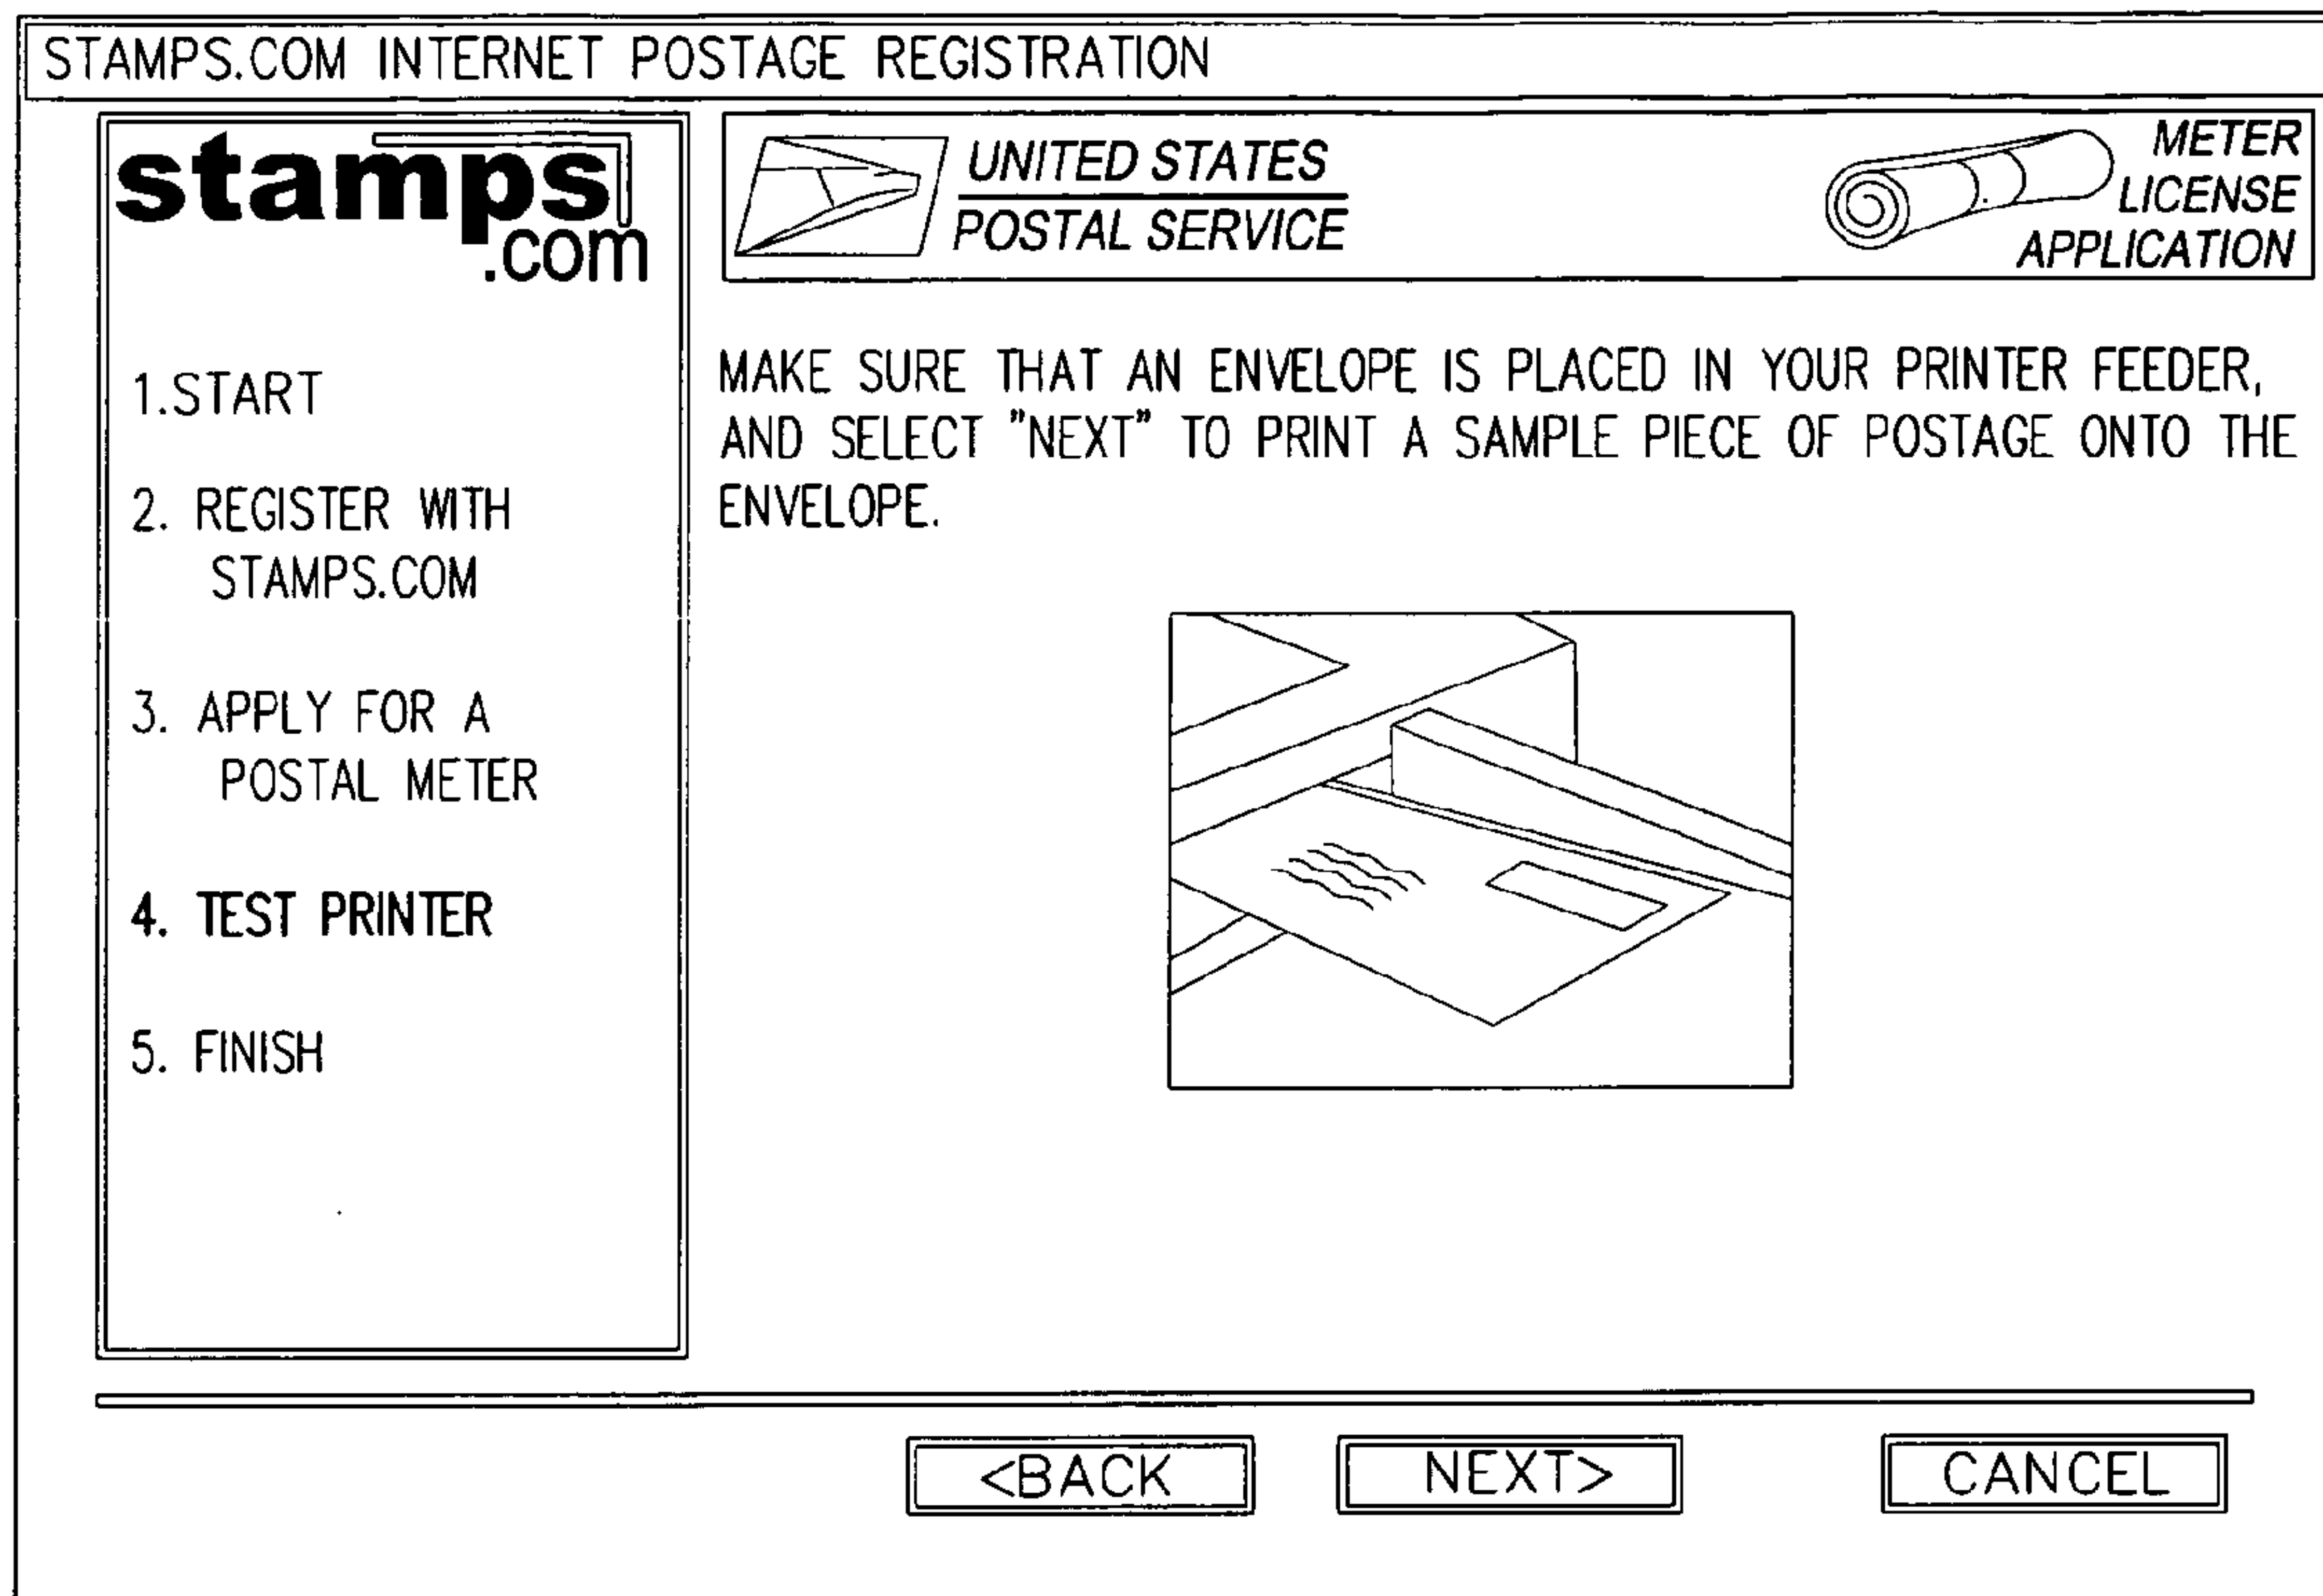 STAMPS.COM INTERNET POSTAGE REGISTRATION
stamps
.com
1.START
2. REGISTER WITH
STAMPS.COM
3. APPLY FOR A
POSTAL METER
4. TEST PRINTER
5. FINISH
UNITED STATES
POSTAL SERVICE
METER
LICENSE
APPLICATION
MAKE SURE THAT AN ENVELOPE IS PLACED IN YOUR PRINTER FEEDER,
AND SELECT "NEXT" TO PRINT A SAMPLE PIECE OF POSTAGE ONTO THE
ENVELOPE.
<BACK
NEXT>
CANCEL